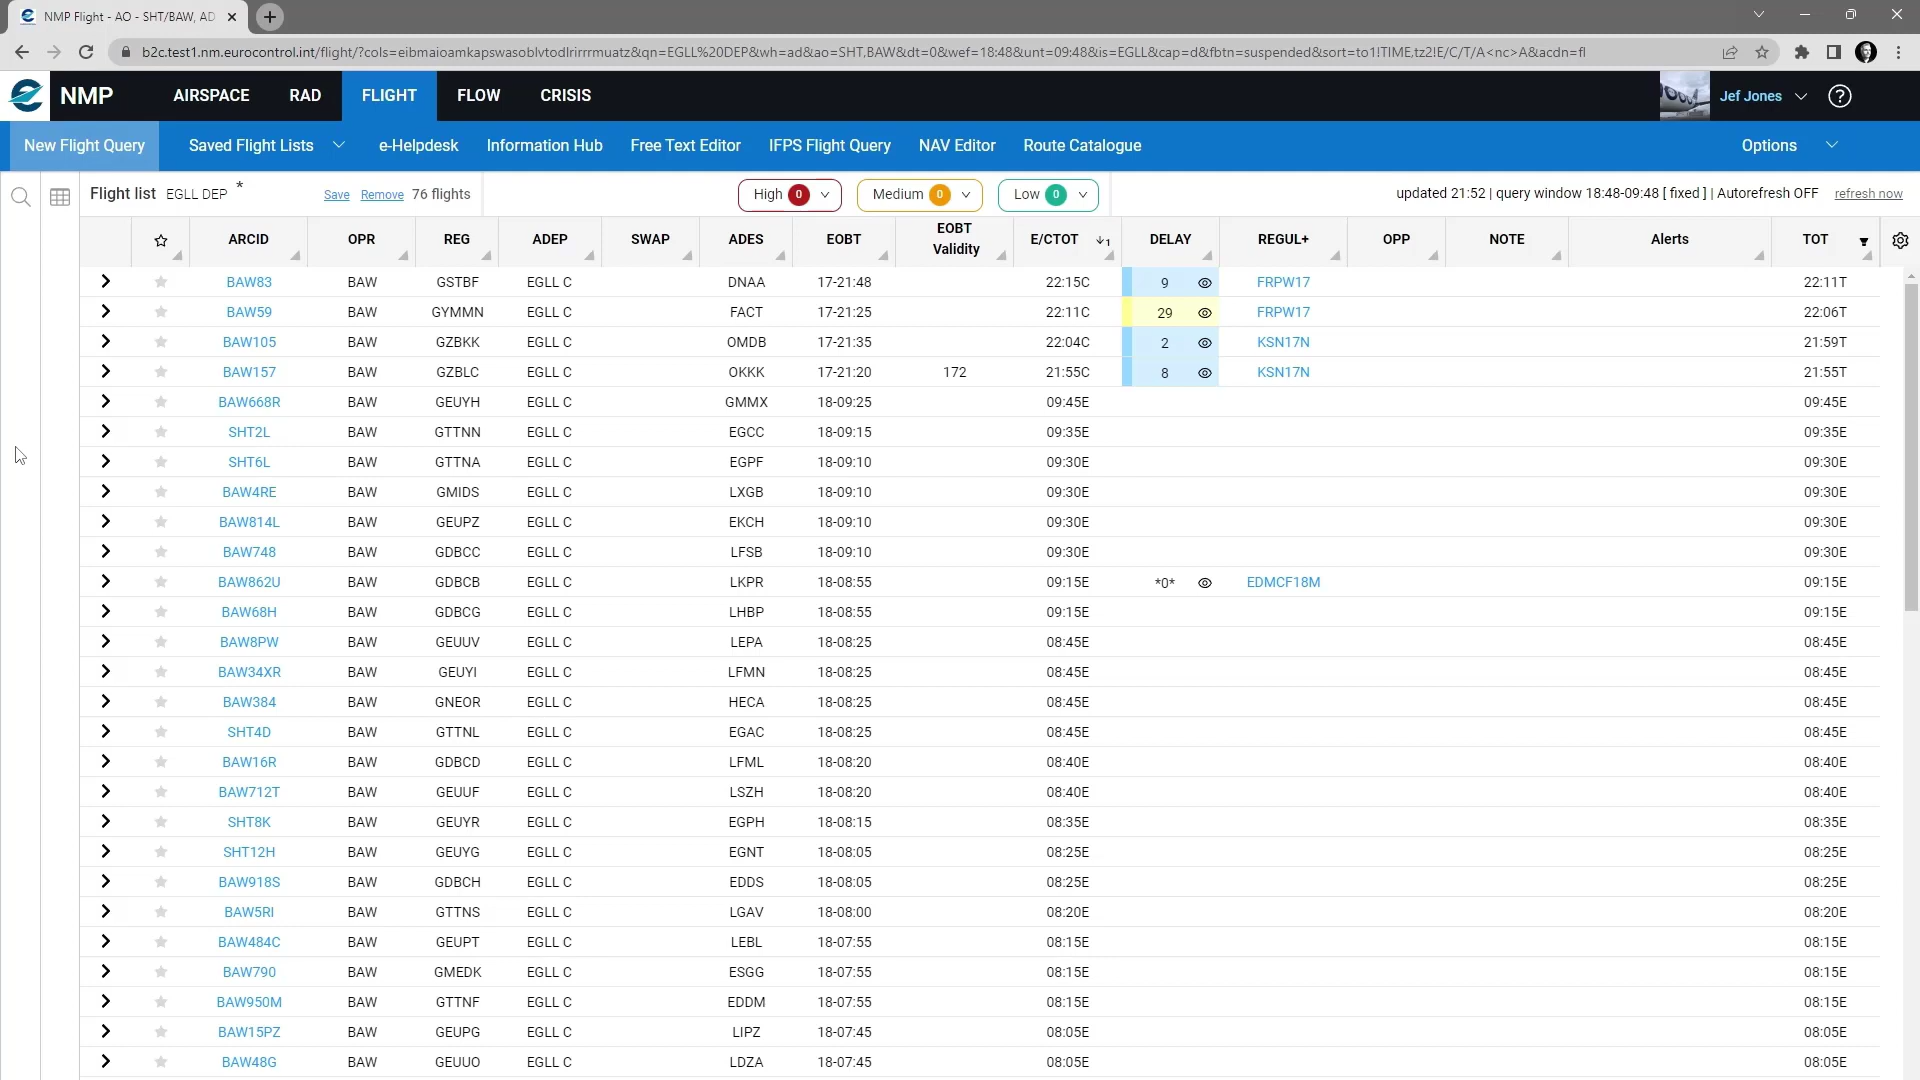 NMP Flight - AO - SHT/BAW, AD
b2c.test1.nm.eurocontrol.int/flight/?cols=eibmaioamkapswasoblvtodlrirrrmuatz&qn=EGLL%20DEP&wh=ad&ao=SHT,BAW&dt=0&wef=18:48&unt=09:48&is=EGLL&cap=d&fbtn=suspended&sort=to1!TIME,tz2!E/C/T/A<nc>A&acdn=fl
NMP AIRSPACE RAD FLIGHT FLOW CRISIS Jef Jones ?
New Flight Query Saved Flight Lists e-Helpdesk Information Hub Free Text Editor IFPS Flight Query NAV Editor Route Catalogue Options
Flight list EGLL DEP * Save Remove 76 flights High 0 Medium 0 Low 0 updated 21:52 | query window 18:48-09:48 [ fixed ] | Autorefresh OFF refresh now
ARCID OPR REG ADEP SWAP ADES EOBT EOBT Validity E/CTOT ↓1 DELAY REGUL+ OPP NOTE Alerts TOT
BAW83 BAW GSTBF EGLL C DNAA 17-21:48 22:15C 9 FRPW17 22:11T
BAW59 BAW GYMMN EGLL C FACT 17-21:25 22:11C 29 FRPW17 22:06T
BAW105 BAW GZBKK EGLL C OMDB 17-21:35 22:04C 2 KSN17N 21:59T
BAW157 BAW GZBLC EGLL C OKKK 17-21:20 172 21:55C 8 KSN17N 21:55T
BAW668R BAW GEUYH EGLL C GMMX 18-09:25 09:45E 09:45E
SHT2L BAW GTTNN EGLL C EGCC 18-09:15 09:35E 09:35E
SHT6L BAW GTTNA EGLL C EGPF 18-09:10 09:30E 09:30E
BAW4RE BAW GMIDS EGLL C LXGB 18-09:10 09:30E 09:30E
BAW814L BAW GEUPZ EGLL C EKCH 18-09:10 09:30E 09:30E
BAW748 BAW GDBCC EGLL C LFSB 18-09:10 09:30E 09:30E
BAW862U BAW GDBCB EGLL C LKPR 18-08:55 09:15E *0* EDMCF18M 09:15E
BAW68H BAW GDBCG EGLL C LHBP 18-08:55 09:15E 09:15E
BAW8PW BAW GEUUV EGLL C LEPA 18-08:25 08:45E 08:45E
BAW34XR BAW GEUYI EGLL C LFMN 18-08:25 08:45E 08:45E
BAW384 BAW GNEOR EGLL C HECA 18-08:25 08:45E 08:45E
SHT4D BAW GTTNL EGLL C EGAC 18-08:25 08:45E 08:45E
BAW16R BAW GDBCD EGLL C LFML 18-08:20 08:40E 08:40E
BAW712T BAW GEUUF EGLL C LSZH 18-08:20 08:40E 08:40E
SHT8K BAW GEUYR EGLL C EGPH 18-08:15 08:35E 08:35E
SHT12H BAW GEUYG EGLL C EGNT 18-08:05 08:25E 08:25E
BAW918S BAW GDBCH EGLL C EDDS 18-08:05 08:25E 08:25E
BAW5RI BAW GTTNS EGLL C LGAV 18-08:00 08:20E 08:20E
BAW484C BAW GEUPT EGLL C LEBL 18-07:55 08:15E 08:15E
BAW790 BAW GMEDK EGLL C ESGG 18-07:55 08:15E 08:15E
BAW950M BAW GTTNF EGLL C EDDM 18-07:55 08:15E 08:15E
BAW15PZ BAW GEUPG EGLL C LIPZ 18-07:45 08:05E 08:05E
BAW48G BAW GEUUO EGLL C LDZA 18-07:45 08:05E 08:05E